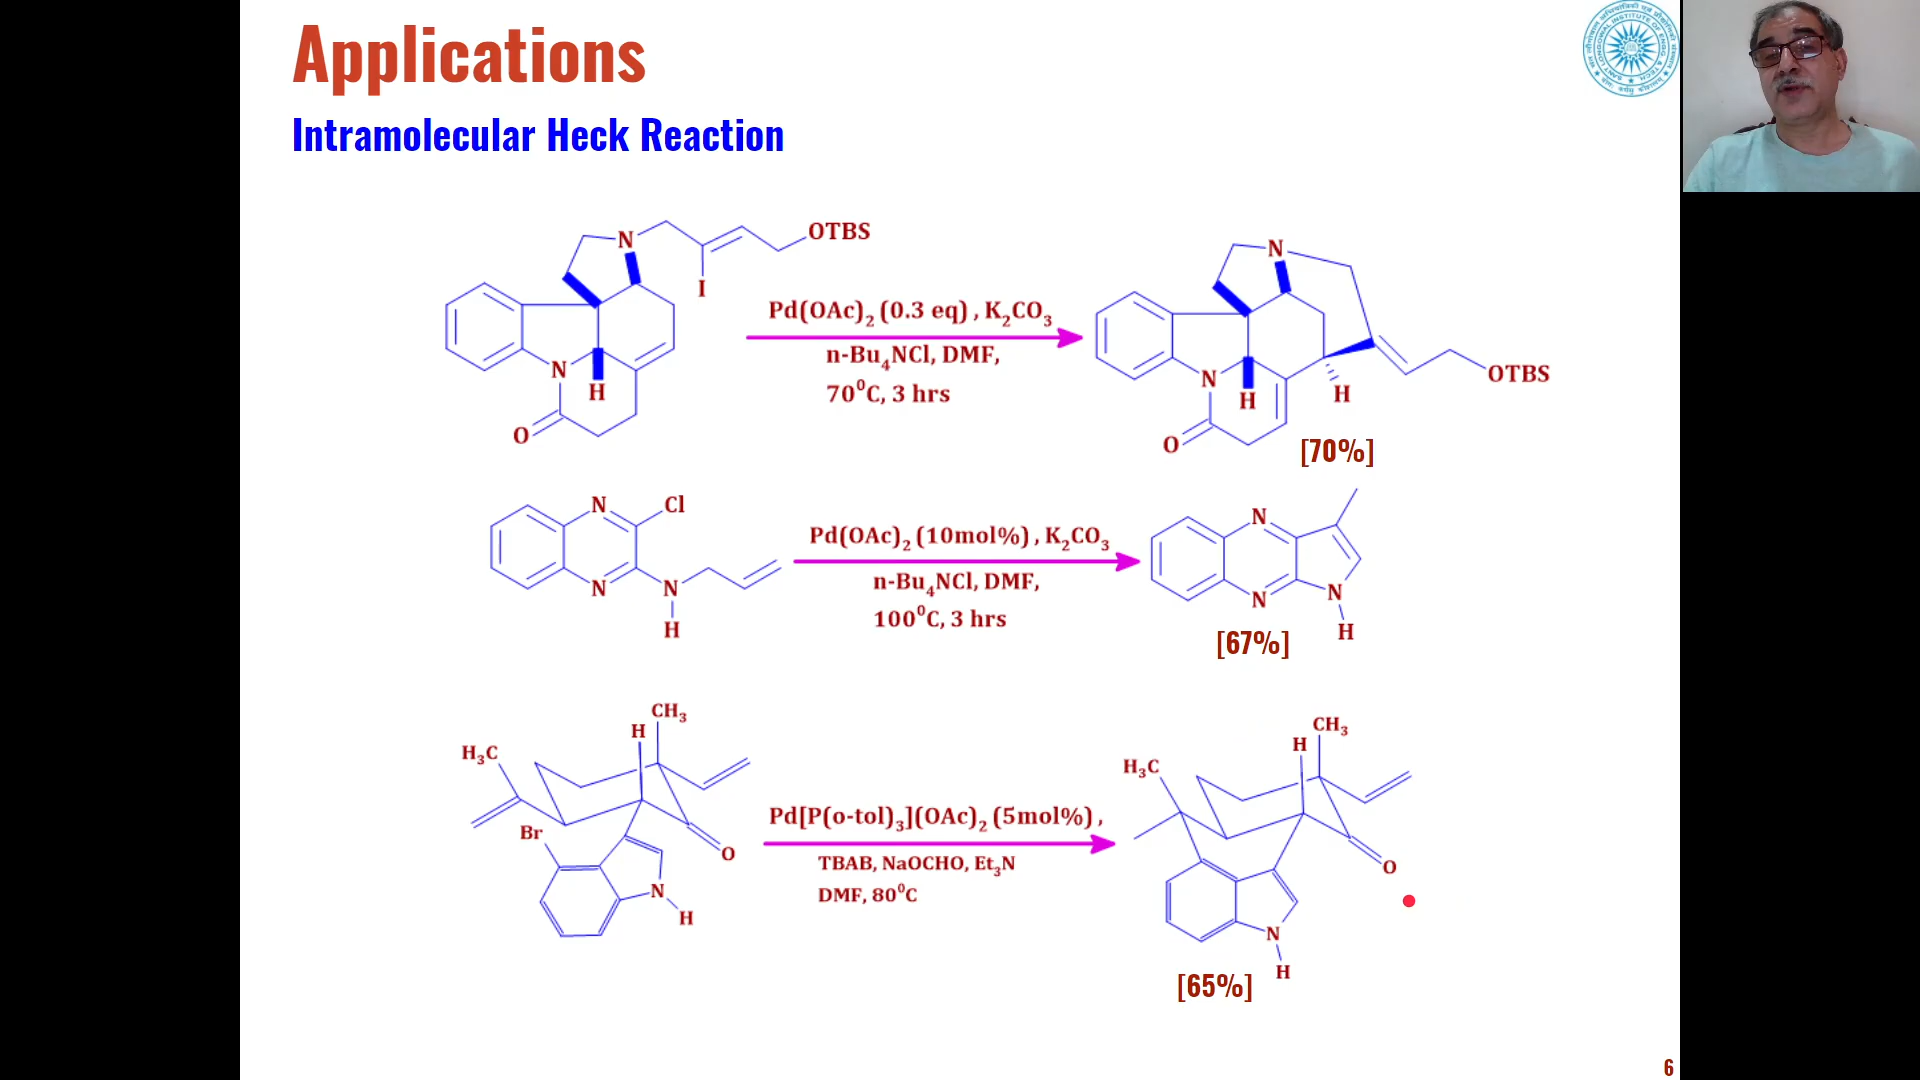 Applications
Intramolecular Heck Reaction
N
OTBS
I
N
H
O
Pd(OAc)₂ (0.3 eq) , K₂CO₃
n-Bu₄NCl, DMF,
70⁰C, 3 hrs
N
OTBS
N
H
H
O
[70%]
N
Cl
N
N
H
Pd(OAc)₂ (10mol%) , K₂CO₃
n-Bu₄NCl, DMF,
100⁰C, 3 hrs
N
N
N
H
[67%]
CH₃
H
H₃C
Br
O
N
H
Pd[P(o-tol)₃](OAc)₂ (5mol%) ,
TBAB, NaOCHO, Et₃N
DMF, 80⁰C
CH₃
H
H₃C
O
N
H
[65%]
6